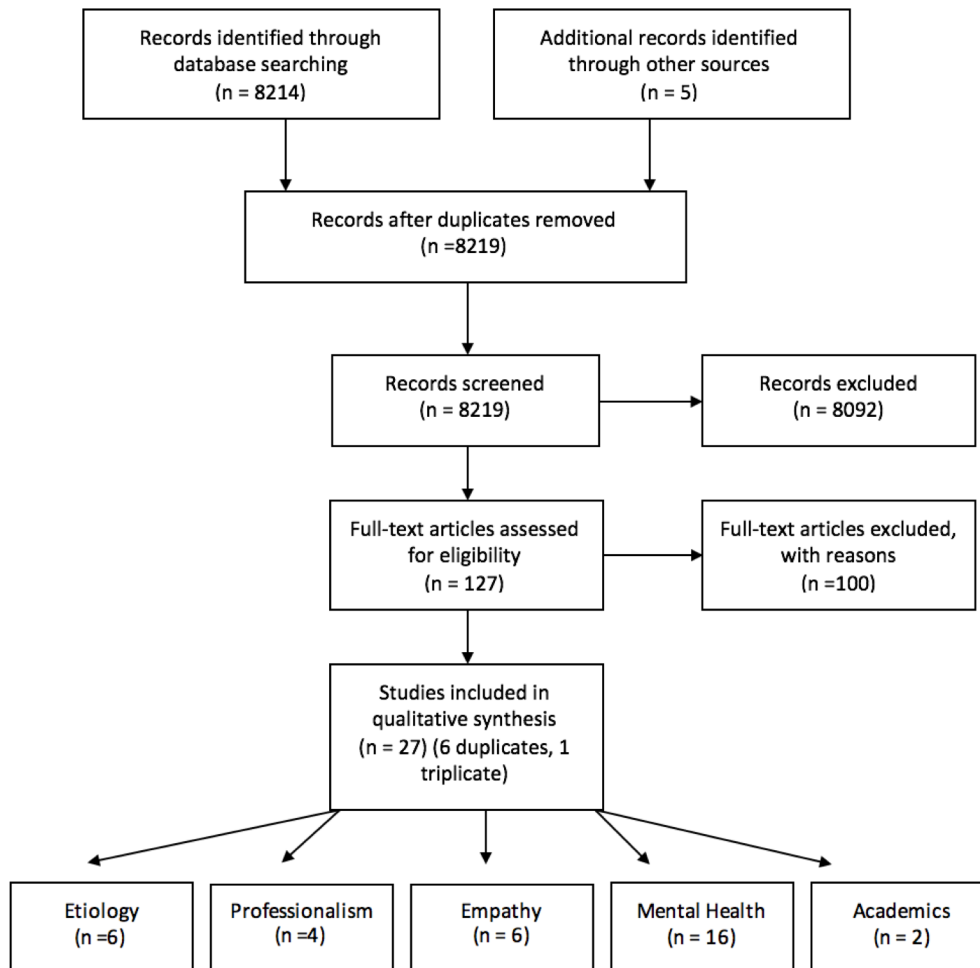 Records identified through
database searching
(n = 8214)
Additional records identified
through other sources
(n = 5)
Records after duplicates removed
(n =8219)
Records screened
(n = 8219)
Records excluded
(n = 8092)
Full-text articles assessed
for eligibility
(n = 127)
Full-text articles excluded,
with reasons
(n =100)
Studies included in
qualitative synthesis
(n = 27) (6 duplicates, 1
triplicate)
Etiology
(n =6)
Professionalism
(n =4)
Empathy
(n = 6)
Mental Health
(n = 16)
Academics
(n = 2)